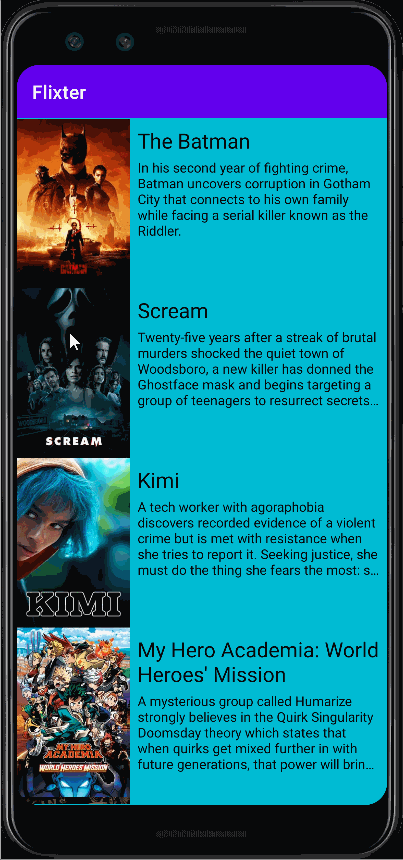 Flixter
The Batman
In his second year of fighting crime,
Batman uncovers corruption in Gotham
City that connects to his own family
while facing a serial killer known as the
Riddler.
Scream
Twenty-five years after a streak of brutal
murders shocked the quiet town of
Woodsboro, a new killer has donned the
Ghostface mask and begins targeting a
group of teenagers to resurrect secrets...
SCREAM
Kimi
A tech worker with agoraphobia
discovers recorded evidence of a violent
crime but is met with resistance when
she tries to report it. Seeking justice, she
must do the thing she fears the most: s...
KIMI
My Hero Academia: World
Heroes' Mission
A mysterious group called Humarize
strongly believes in the Quirk Singularity
Doomsday theory which states that
when quirks get mixed further in with
future generations, that power will brin...
MY HERO
ACADEMIA
WORLD HEROES MISSION